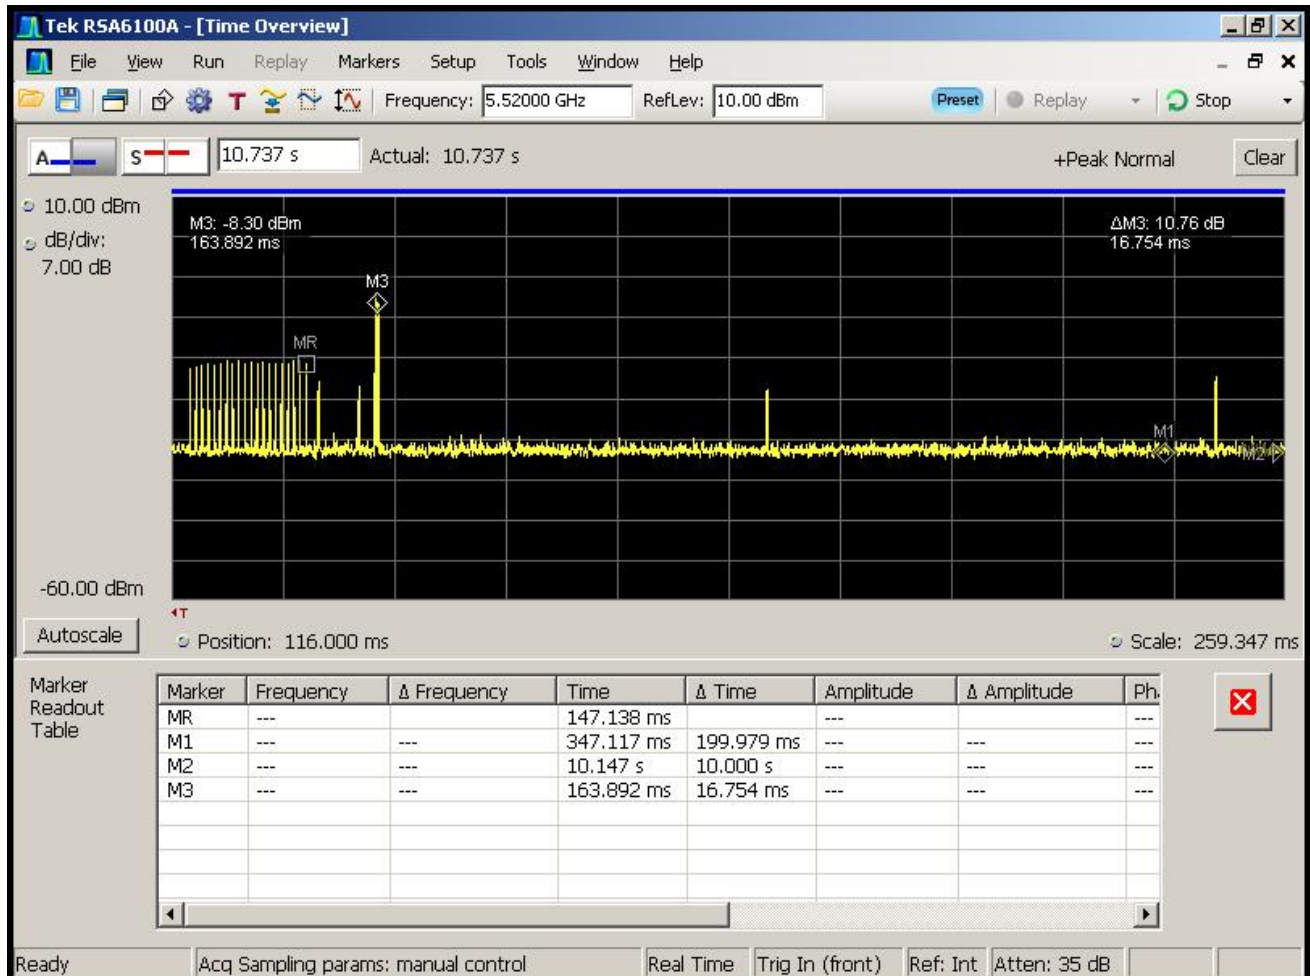 Tek RSA6100A - [Time Overview]
File View Run Replay Markers Setup Tools Window Help
T Frequency: 5.52000 GHz RefLev: 10.00 dBm Preset Replay Stop
A S 10.737 s Actual: 10.737 s +Peak Normal Clear
10.00 dBm
dB/div:
7.00 dB
M3: -8.30 dBm
163.892 ms
ΔM3: 10.76 dB
16.754 ms
M3
MR
M1
M2
-60.00 dBm
T
Autoscale Position: 116.000 ms Scale: 259.347 ms
Marker
Readout
Table
Marker Frequency Δ Frequency Time Δ Time Amplitude Δ Amplitude Ph
MR --- 147.138 ms --- ---
M1 --- --- 347.117 ms 199.979 ms --- --- ---
M2 --- --- 10.147 s 10.000 s --- --- ---
M3 --- --- 163.892 ms 16.754 ms --- --- ---
Ready Acq Sampling params: manual control Real Time Trig In (front) Ref: Int Atten: 35 dB